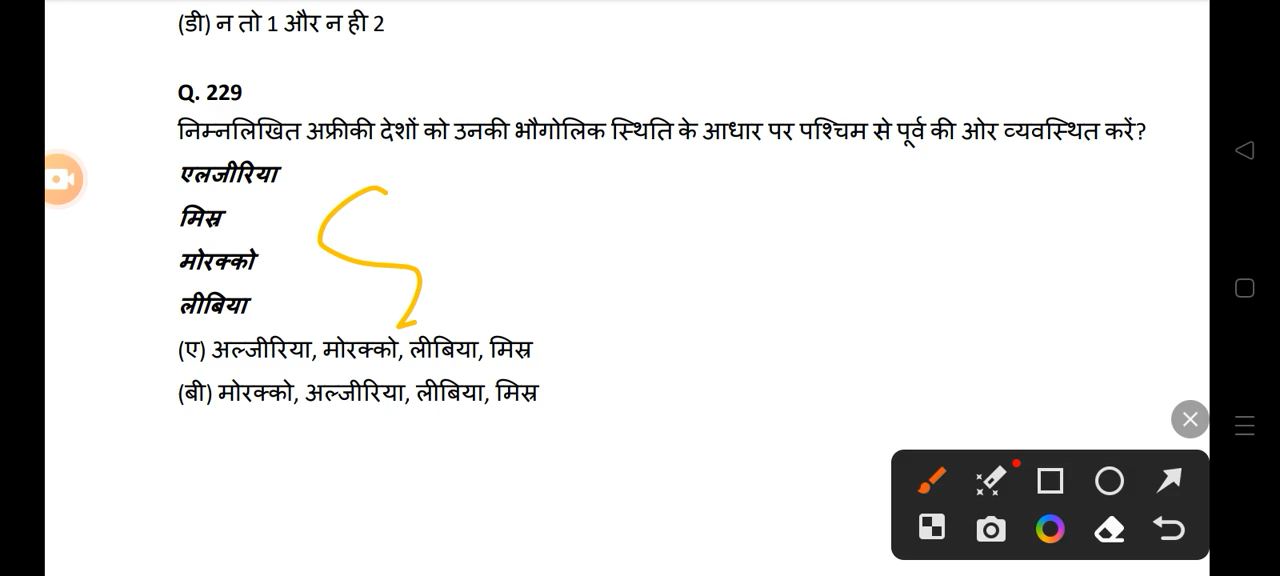 (डी) न तो 1 और न ही 2
Q. 229
निम्नलिखित अफ्रीकी देशों को उनकी भौगोलिक स्थिति के आधार पर पश्चिम से पूर्व की ओर व्यवस्थित करें?
एलजीरिया
मिस्र
मोरक्को
लीबिया
(ए) अल्जीरिया, मोरक्को, लीबिया, मिस्र
(बी) मोरक्को, अल्जीरिया, लीबिया, मिस्र